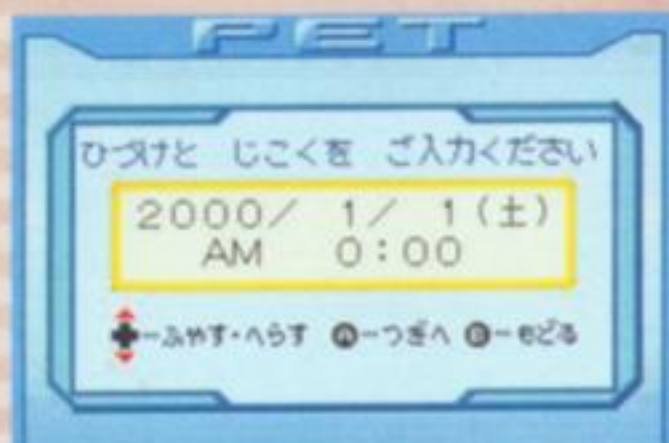 PET
ひづけと じこくを ご入力ください
2000/ 1/ 1(土)
AM 0:00
-ふやす・へらす A-つぎへ B-もどる